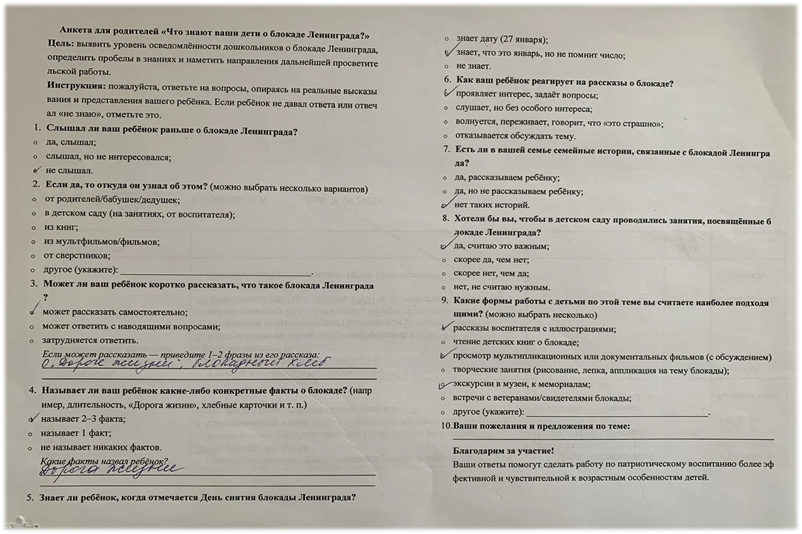 Анкета для родителей «Что знают ваши дети о блокаде Ленинграда?»
Цель: выявить уровень осведомлённости дошкольников о блокаде Ленинграда,
определить пробелы в знаниях и наметить направления дальнейшей просветите
льской работы.
Инструкция: пожалуйста, ответьте на вопросы, опираясь на реальные высказы
вания и представления вашего ребёнка. Если ребёнок не давал ответа или отвеч
ал «не знаю», отметьте это.
1. Слышал ли ваш ребёнок раньше о блокаде Ленинграда?
да, слышал;
слышал, но не интересовался;
не слышал.
2. Если да, то откуда он узнал об этом? (можно выбрать несколько вариантов)
от родителей/бабушек/дедушек;
в детском саду (на занятиях, от воспитателя);
из книг;
из мультфильмов/фильмов;
от сверстников;
другое (укажите):
3. Может ли ваш ребёнок коротко рассказать, что такое блокада Ленинграда
?
может рассказать самостоятельно;
может ответить с наводящими вопросами;
затрудняется ответить.
Если может рассказать — приведите 1–2 фразы из его рассказа:
О „Дороге жизни“, блокадный хлеб
4. Называет ли ваш ребёнок какие-либо конкретные факты о блокаде? (напр
имер, длительность, «Дорога жизни», хлебные карточки и т. п.)
называет 2–3 факта;
называет 1 факт;
не называет никаких фактов.
Какие факты назвал ребёнок?
Дорога жизни
5. Знает ли ребёнок, когда отмечается День снятия блокады Ленинграда?
знает дату (27 января);
знает, что это январь, но не помнит число;
не знает.
6. Как ваш ребёнок реагирует на рассказы о блокаде?
проявляет интерес, задаёт вопросы;
слушает, но без особого интереса;
волнуется, переживает, говорит, что «это страшно»;
отказывается обсуждать тему.
7. Есть ли в вашей семье семейные истории, связанные с блокадой Ленингра
да?
да, рассказываем ребёнку;
да, но не рассказываем ребёнку;
нет таких историй.
8. Хотели бы вы, чтобы в детском саду проводились занятия, посвящённые б
локаде Ленинграда?
да, считаю это важным;
скорее да, чем нет;
скорее нет, чем да;
нет, не считаю нужным.
9. Какие формы работы с детьми по этой теме вы считаете наиболее подходя
щими? (можно выбрать несколько)
рассказы воспитателя с иллюстрациями;
чтение детских книг о блокаде;
просмотр мультипликационных или документальных фильмов (с обсуждением)
творческие занятия (рисование, лепка, аппликация на тему блокады);
экскурсии в музеи, к мемориалам;
встречи с ветеранами/свидетелями блокады;
другое (укажите):
10.Ваши пожелания и предложения по теме:
Благодарим за участие!
Ваши ответы помогут сделать работу по патриотическому воспитанию более эф
фективной и чувствительной к возрастным особенностям детей.